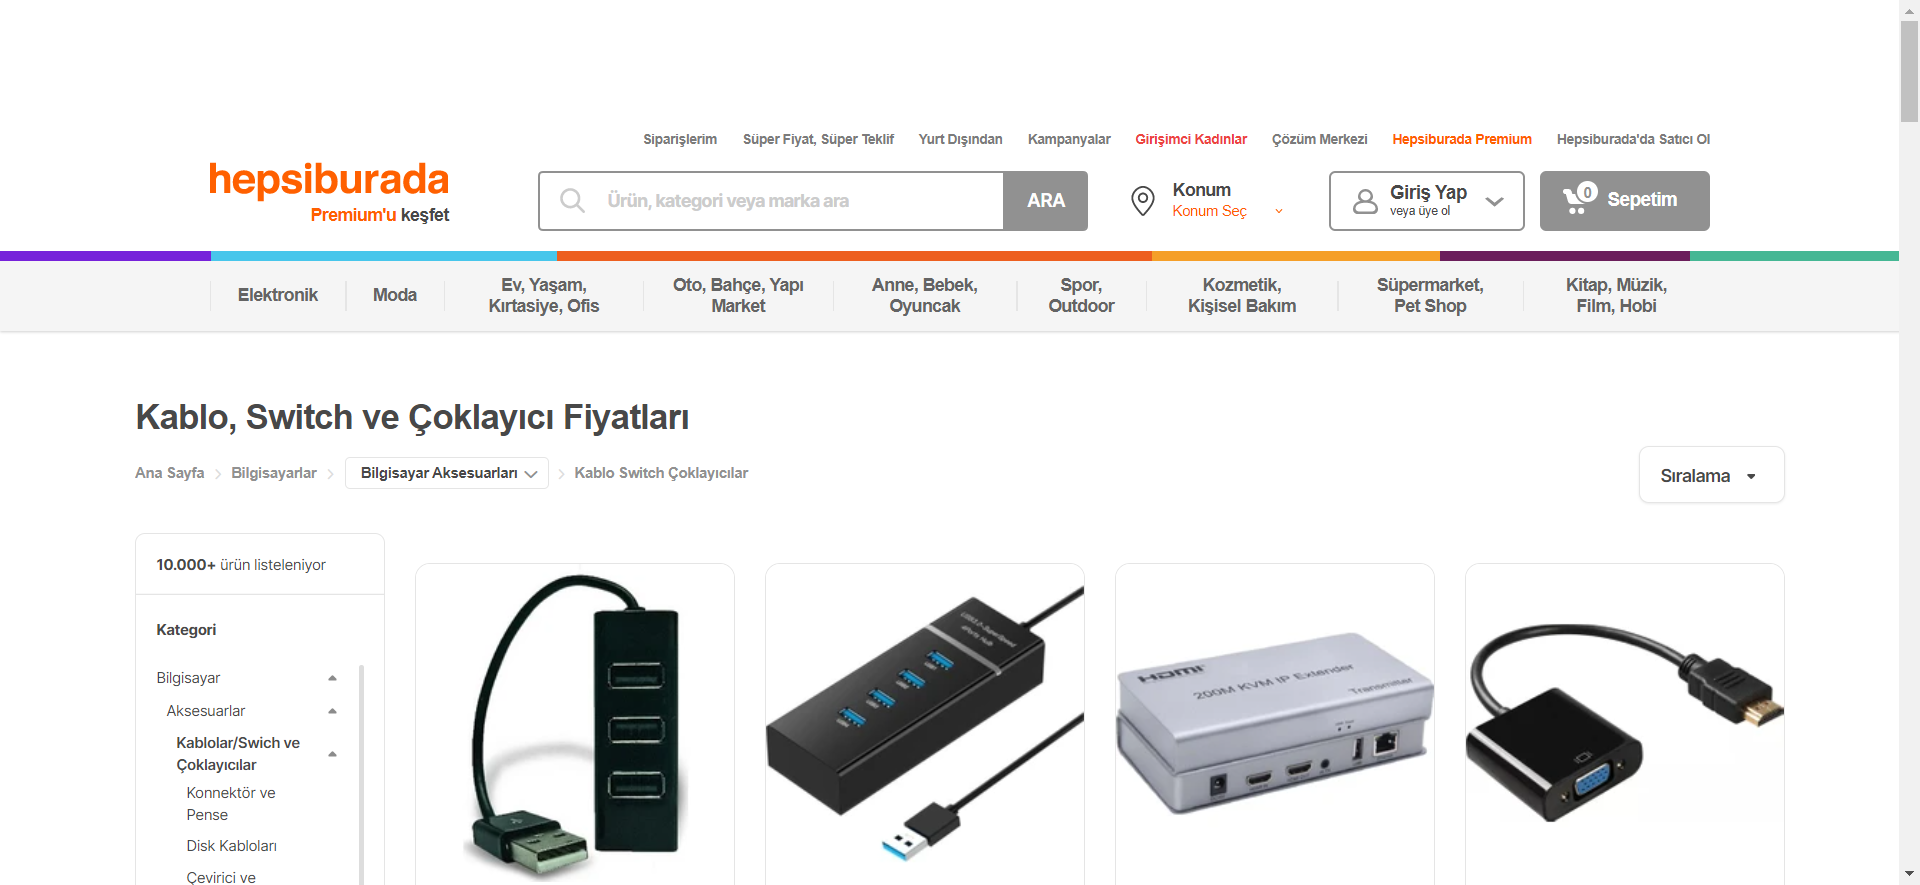 Siparişlerim Süper Fiyat, Süper Teklif Yurt Dışından Kampanyalar Girişimci Kadınlar Çözüm Merkezi Hepsiburada Premium Hepsiburada'da Satıcı Ol
hepsiburada
Premium'u keşfet
Ürün, kategori veya marka ara
ARA
Konum
Konum Seç
Giriş Yap
veya üye ol
0
Sepetim
Elektronik
Moda
Ev, Yaşam,
Kırtasiye, Ofis
Oto, Bahçe, Yapı
Market
Anne, Bebek,
Oyuncak
Spor,
Outdoor
Kozmetik,
Kişisel Bakım
Süpermarket,
Pet Shop
Kitap, Müzik,
Film, Hobi
Kablo, Switch ve Çoklayıcı Fiyatları
Ana Sayfa Bilgisayarlar Bilgisayar Aksesuarları Kablo Switch Çoklayıcılar
Sıralama
10.000+ ürün listeleniyor
Kategori
Bilgisayar
Aksesuarlar
Kablolar/Swich ve
Çoklayıcılar
Konnektör ve
Pense
Disk Kabloları
Çevirici ve
USB3.0-SuperSpeed
4Ports Hub
HDMI
200M KVM IP Extender
Transmitter